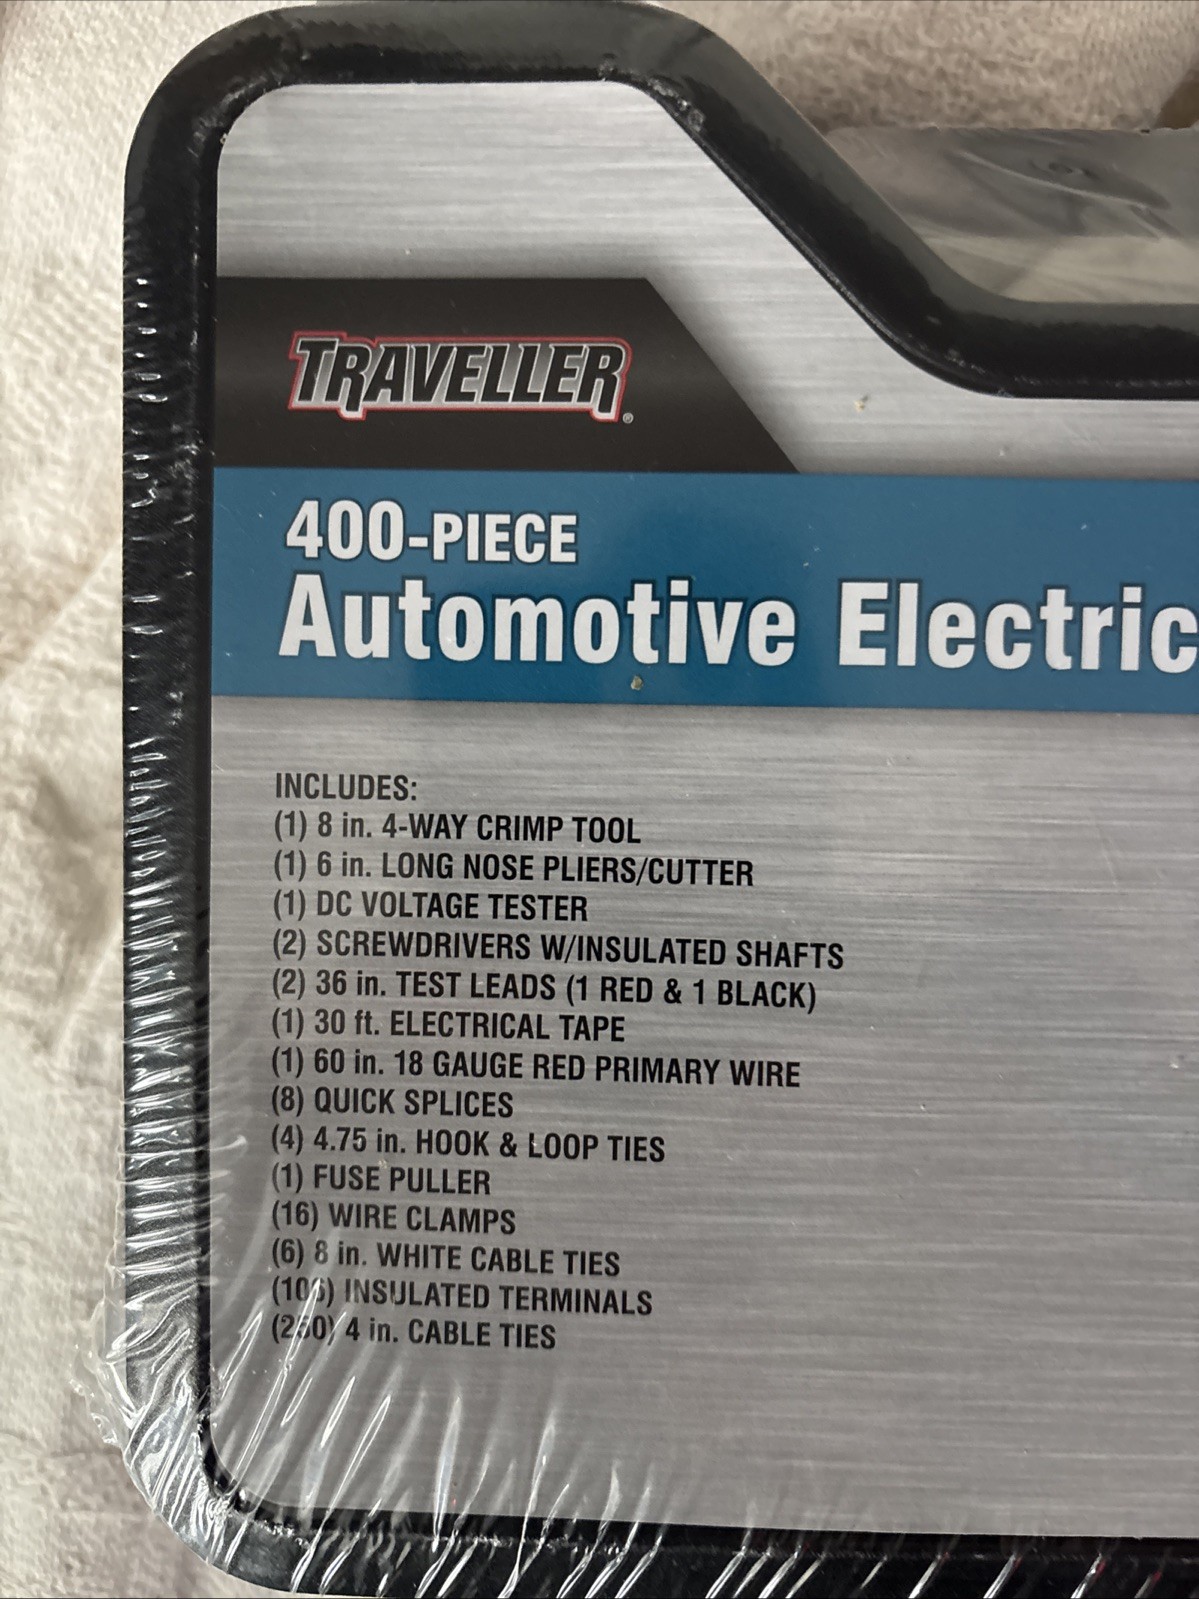 TRAVELLER®
400-PIECE
Automotive Electric
INCLUDES:
(1) 8 in. 4-WAY CRIMP TOOL
(1) 6 in. LONG NOSE PLIERS/CUTTER
(1) DC VOLTAGE TESTER
(2) SCREWDRIVERS W/INSULATED SHAFTS
(2) 36 in. TEST LEADS (1 RED & 1 BLACK)
(1) 30 ft. ELECTRICAL TAPE
(1) 60 in. 18 GAUGE RED PRIMARY WIRE
(8) QUICK SPLICES
(4) 4.75 in. HOOK & LOOP TIES
(1) FUSE PULLER
(16) WIRE CLAMPS
(6) 8 in. WHITE CABLE TIES
(106) INSULATED TERMINALS
(250) 4 in. CABLE TIES